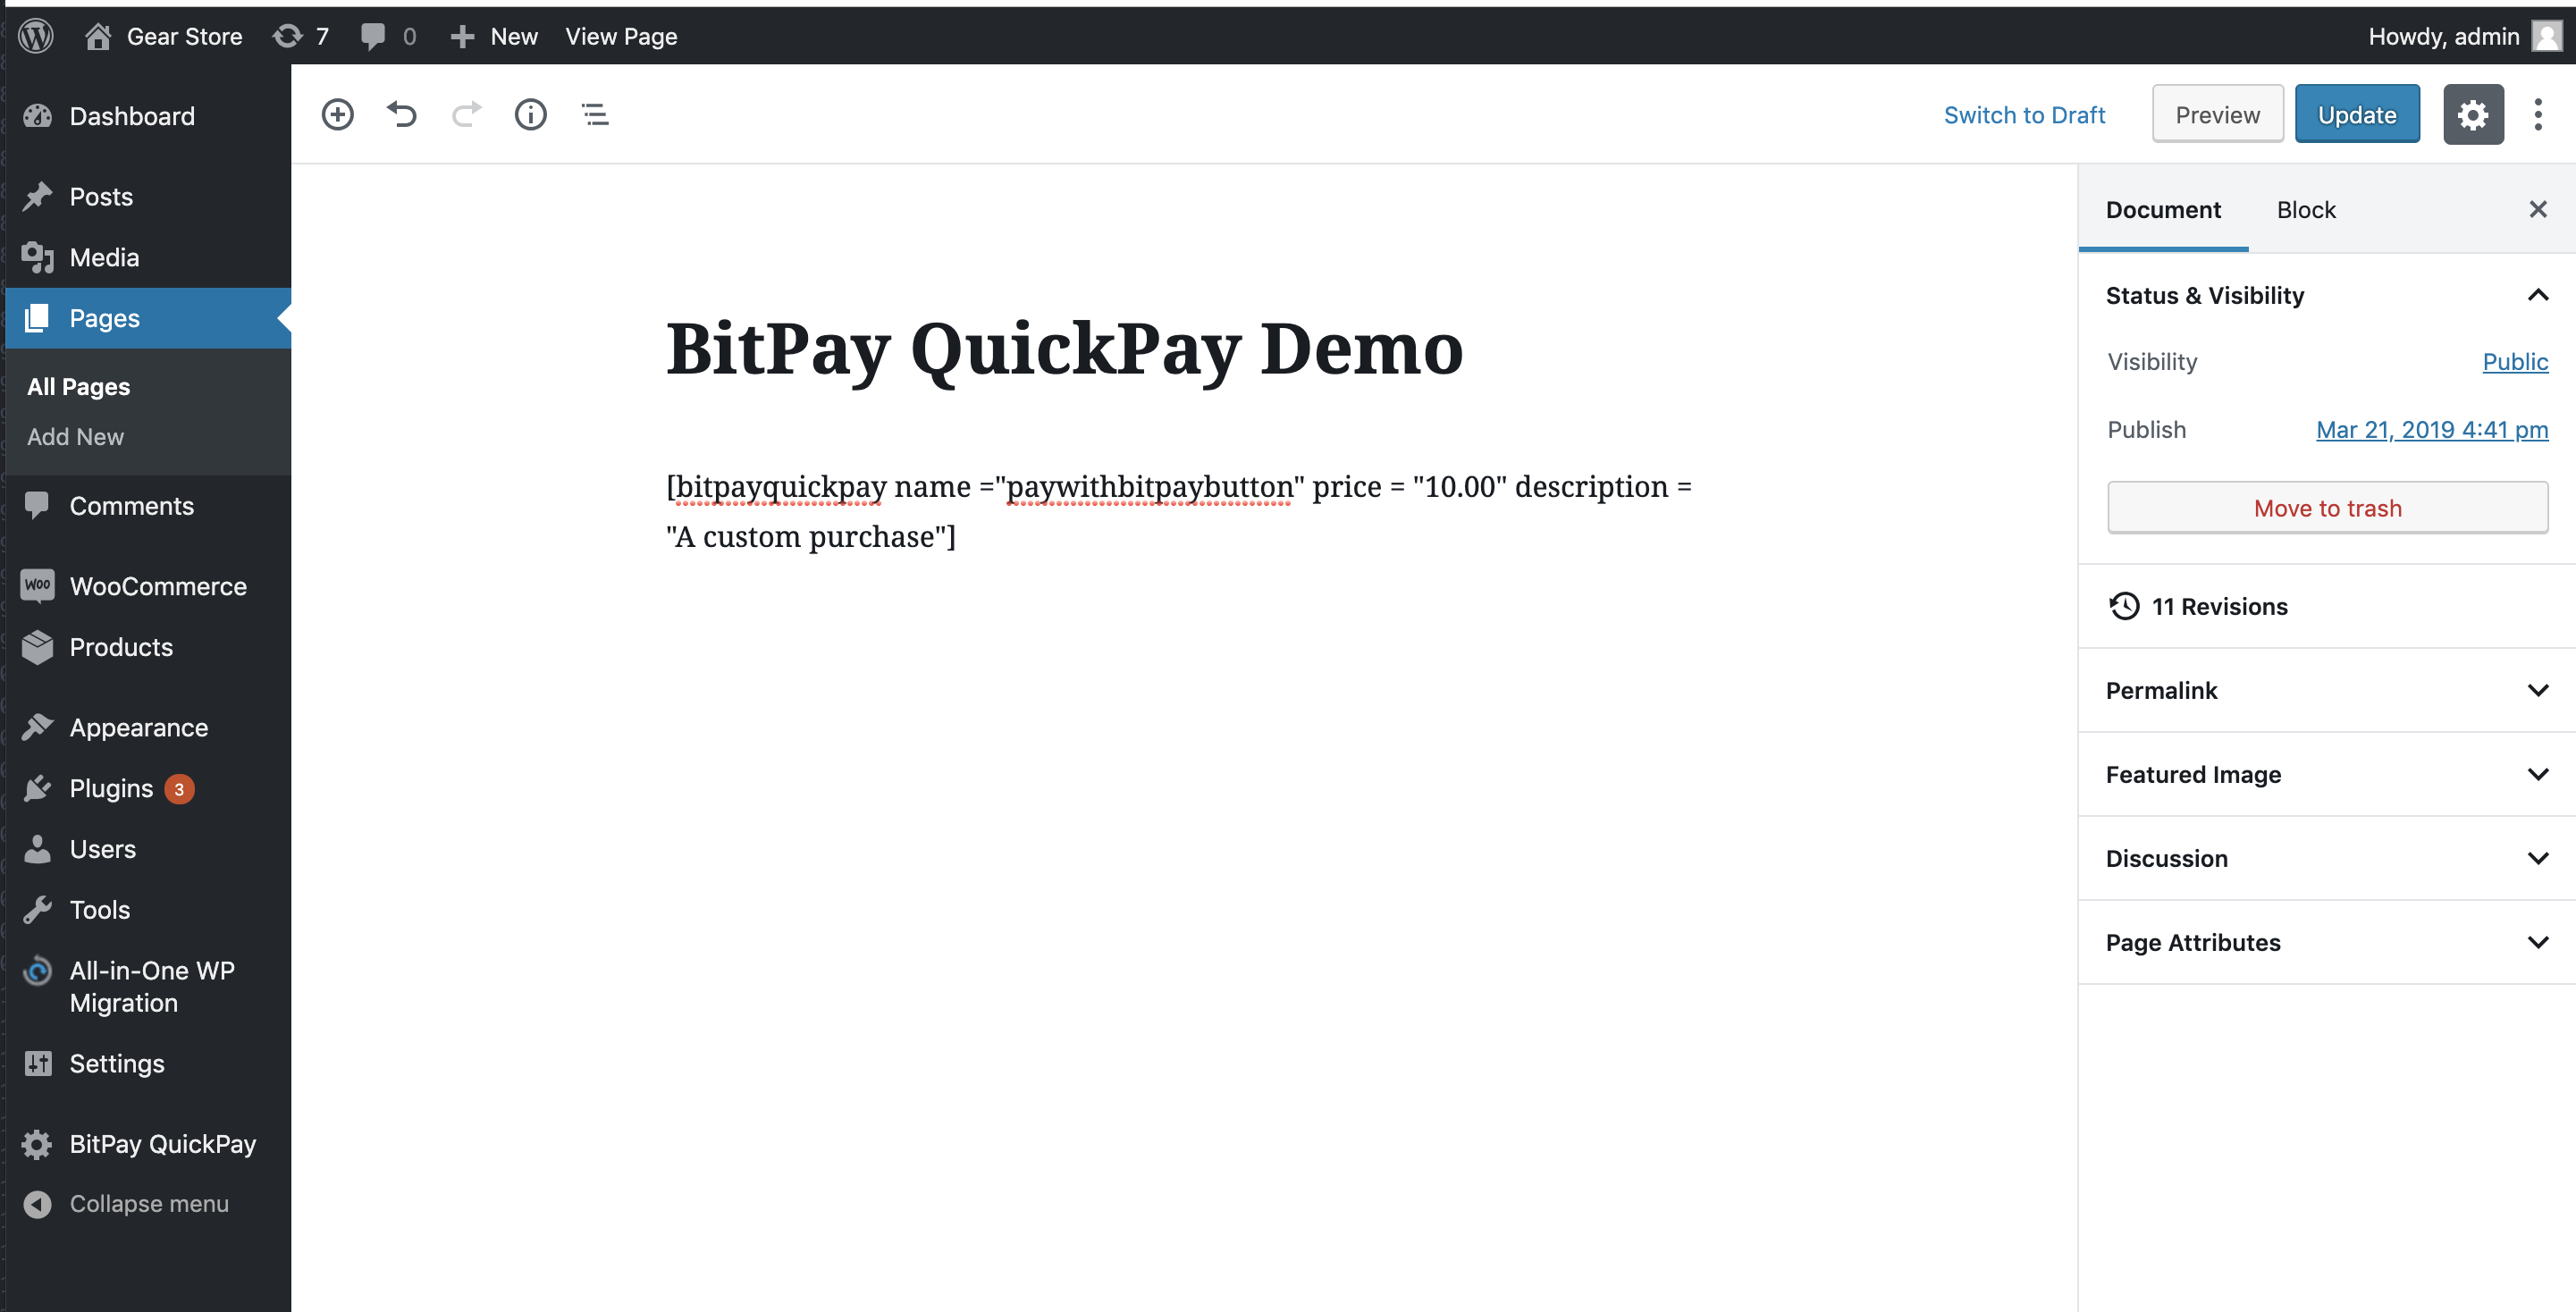 Gear Store 7 0 New View Page Howdy, admin
Dashboard
Posts
Media
Pages
All Pages
Add New
Comments
WOO WooCommerce
Products
Appearance
Plugins 3
Users
Tools
All-in-One WP
Migration
Settings
BitPay QuickPay
Collapse menu
Switch to Draft Preview Update
BitPay QuickPay Demo
[bitpayquickpay name ="paywithbitpaybutton" price = "10.00" description =
"A custom purchase"]
Document Block
Status & Visibility
Visibility Public
Publish Mar 21, 2019 4:41 pm
Move to trash
11 Revisions
Permalink
Featured Image
Discussion
Page Attributes